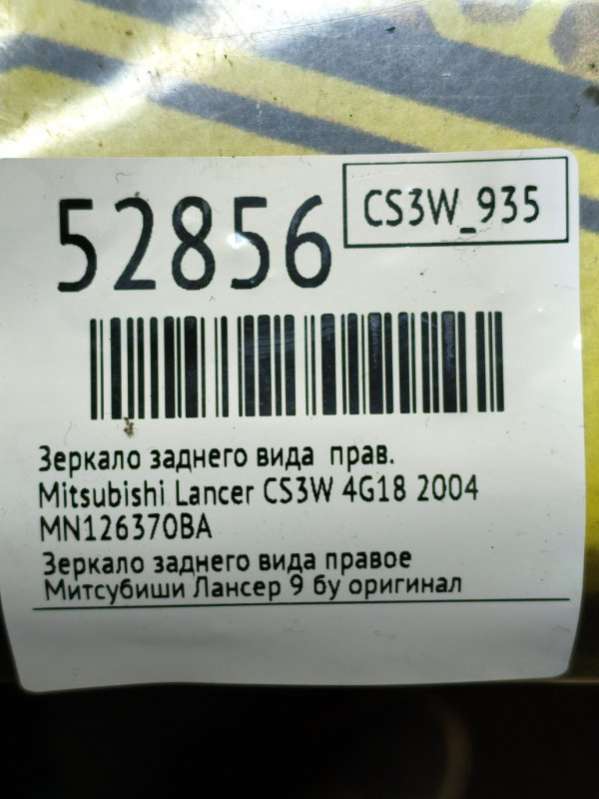 52856
CS3W_935
Зеркало заднего вида прав.
Mitsubishi Lancer CS3W 4G18 2004
MN126370BA
Зеркало заднего вида правое
Митсубиши Лансер 9 бу оригинал